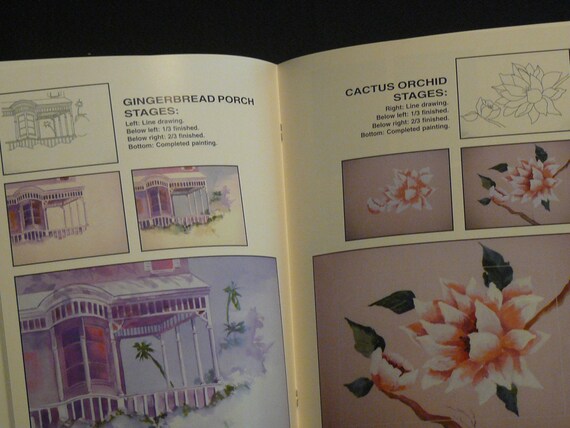 GINGERBREAD PORCH
STAGES:
Left: Line drawing.
Below left: 1/3 finished.
Below right: 2/3 finished.
Bottom: Completed painting.
CACTUS ORCHID
STAGES:
Right: Line drawing.
Below left: 1/3 finished.
Below right: 2/3 finished.
Bottom: Completed painting.